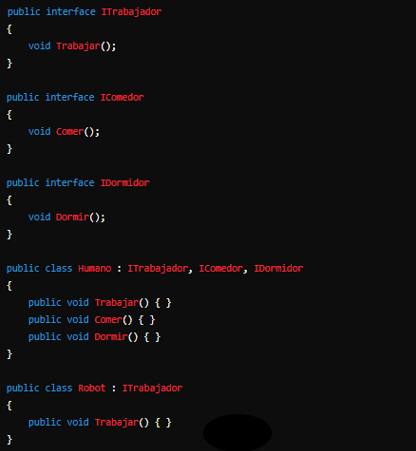 public interface ITrabajador
{
    void Trabajar();
}

public interface IComedor
{
    void Comer();
}

public interface IDormidor
{
    void Dormir();
}

public class Humano : ITrabajador, IComedor, IDormidor
{
    public void Trabajar() { }
    public void Comer() { }
    public void Dormir() { }
}

public class Robot : ITrabajador
{
    public void Trabajar() { }
}